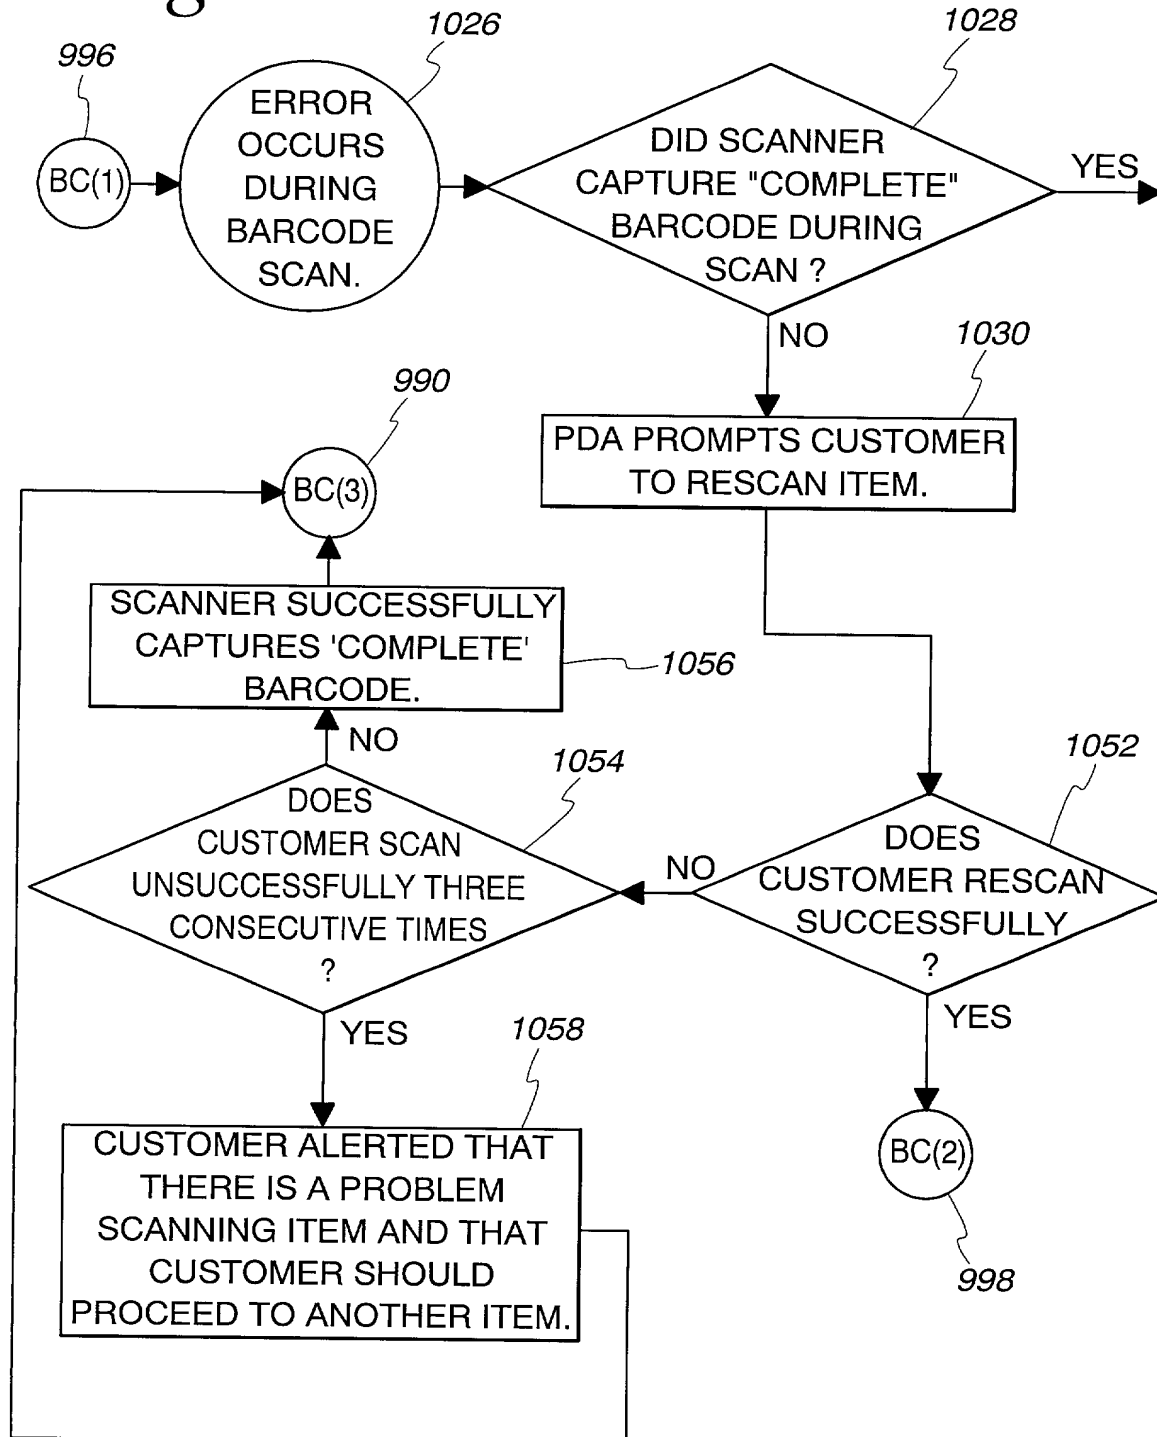 996
1026
1028
BC(1)
ERROR
OCCURS
DURING
BARCODE
SCAN.
DID SCANNER
CAPTURE "COMPLETE"
BARCODE DURING
SCAN ?
YES
NO
1030
PDA PROMPTS CUSTOMER
TO RESCAN ITEM.
990
BC(3)
SCANNER SUCCESSFULLY
CAPTURES 'COMPLETE'
BARCODE.
1056
NO
1054
DOES
CUSTOMER SCAN
UNSUCCESSFULLY THREE
CONSECUTIVE TIMES
?
NO
1052
DOES
CUSTOMER RESCAN
SUCCESSFULLY
?
YES
YES
1058
CUSTOMER ALERTED THAT
THERE IS A PROBLEM
SCANNING ITEM AND THAT
CUSTOMER SHOULD
PROCEED TO ANOTHER ITEM.
BC(2)
998